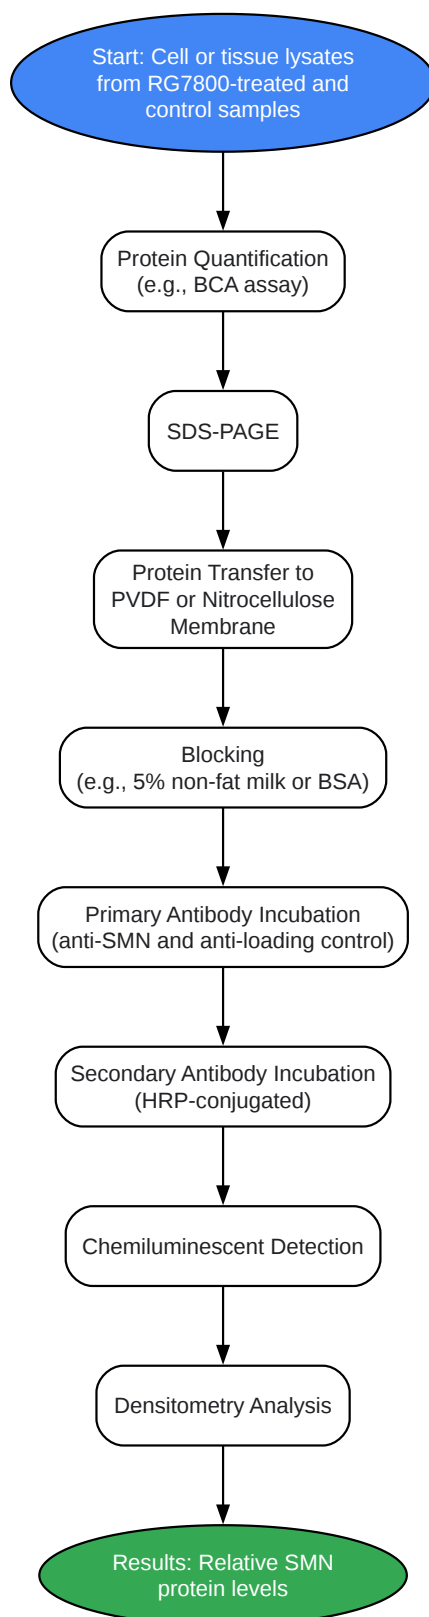 Start: Cell or tissue lysates
from RG7800-treated and
control samples
Protein Quantification
(e.g., BCA assay)
SDS-PAGE
Protein Transfer to
PVDF or Nitrocellulose
Membrane
Blocking
(e.g., 5% non-fat milk or BSA)
Primary Antibody Incubation
(anti-SMN and anti-loading control)
Secondary Antibody Incubation
(HRP-conjugated)
Chemiluminescent Detection
Densitometry Analysis
Results: Relative SMN
protein levels